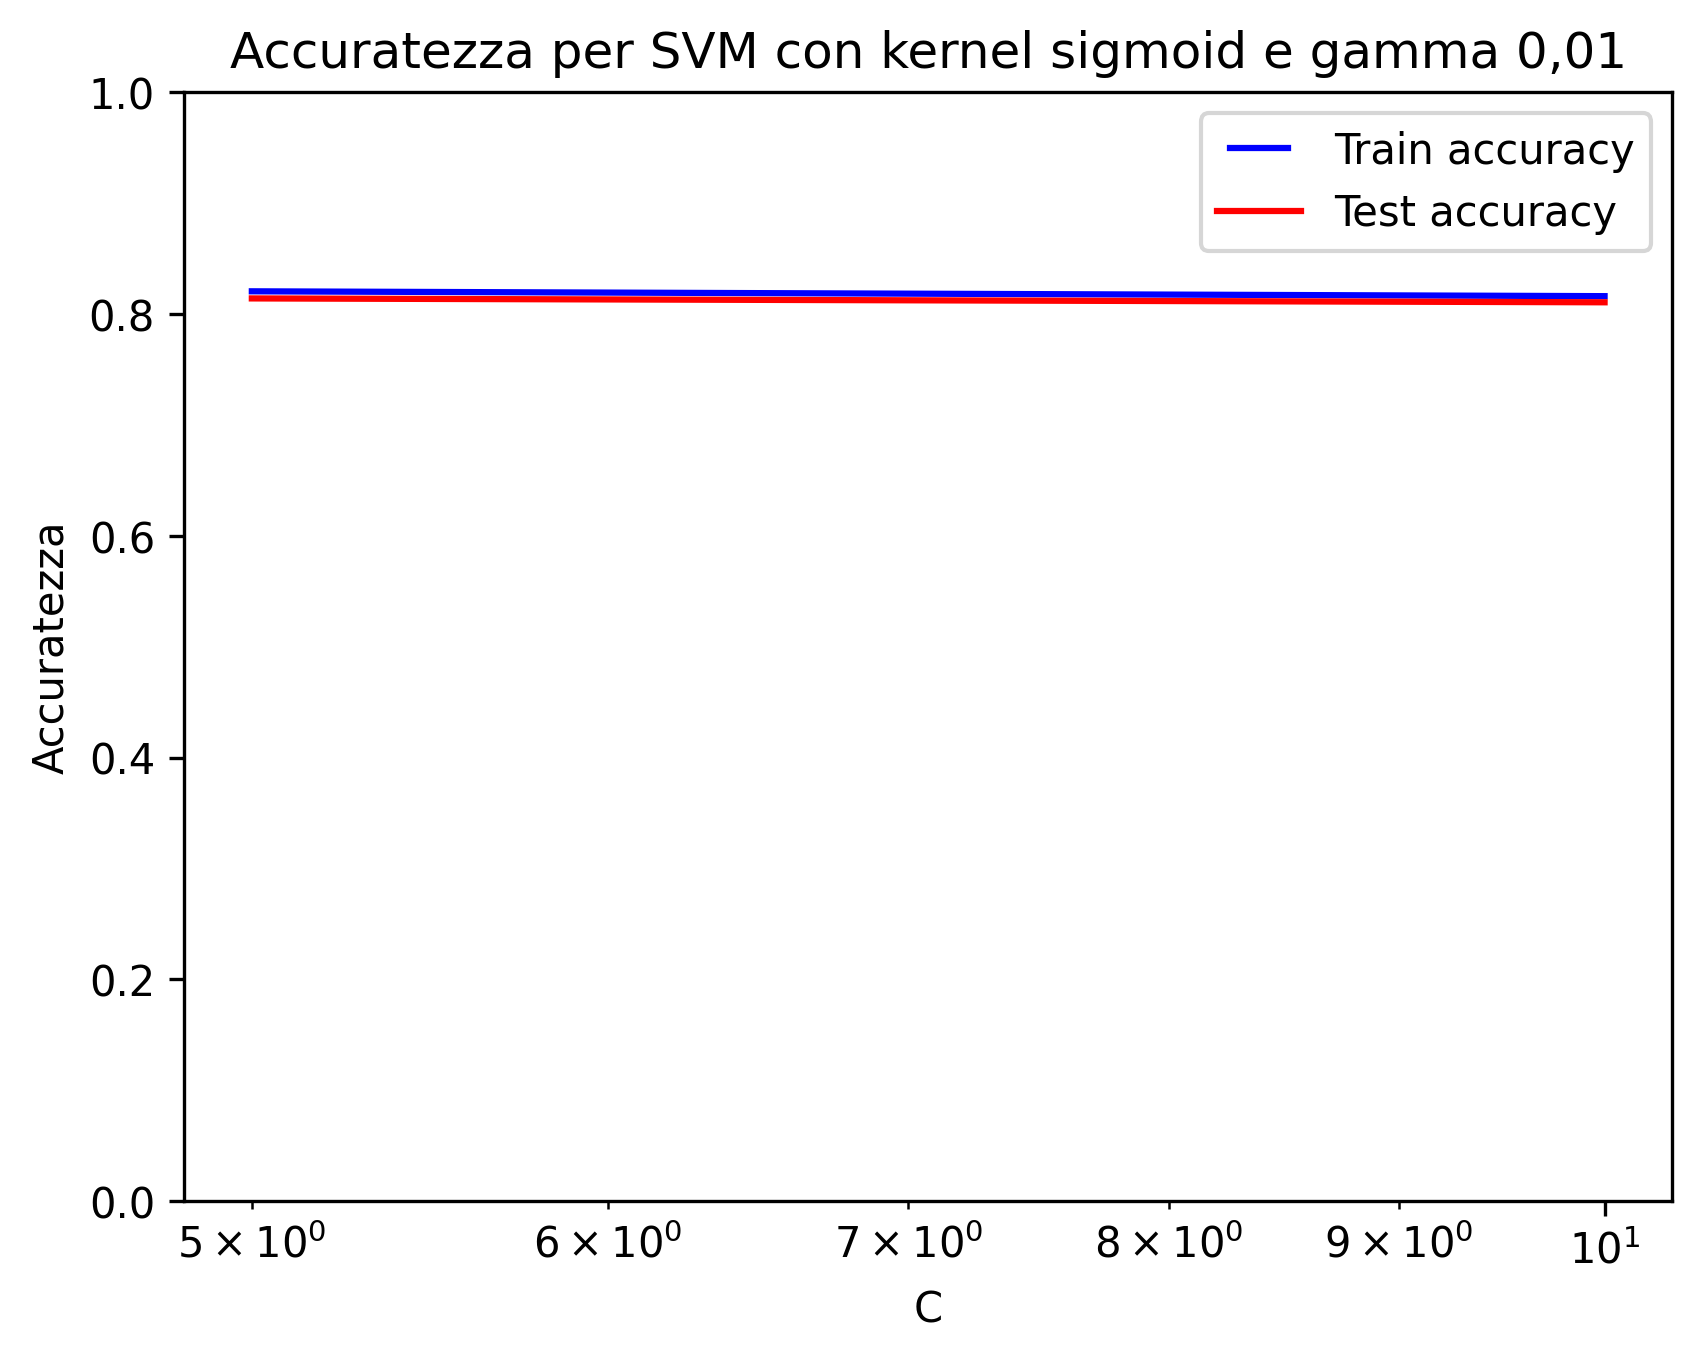 Accuratezza per SVM con kernel sigmoid e gamma 0,01
Train accuracy
Test accuracy
1.0
0.8
0.6
0.4
0.2
0.0
Accuratezza
5 × 10⁰ 6 × 10⁰ 7 × 10⁰ 8 × 10⁰ 9 × 10⁰ 10¹
C